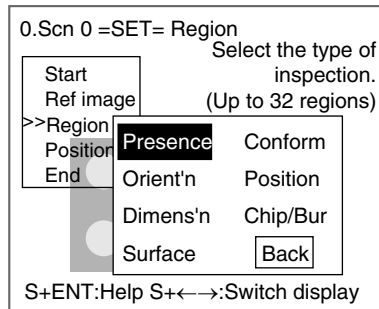 0.Scn 0 =SET= Region
Select the type of
inspection.
(Up to 32 regions)
Start
Ref image
>>Region
Position
End
Presence Conform
Orient'n Position
Dimens'n Chip/Bur
Surface Back
S+ENT:Help S+←→:Switch display